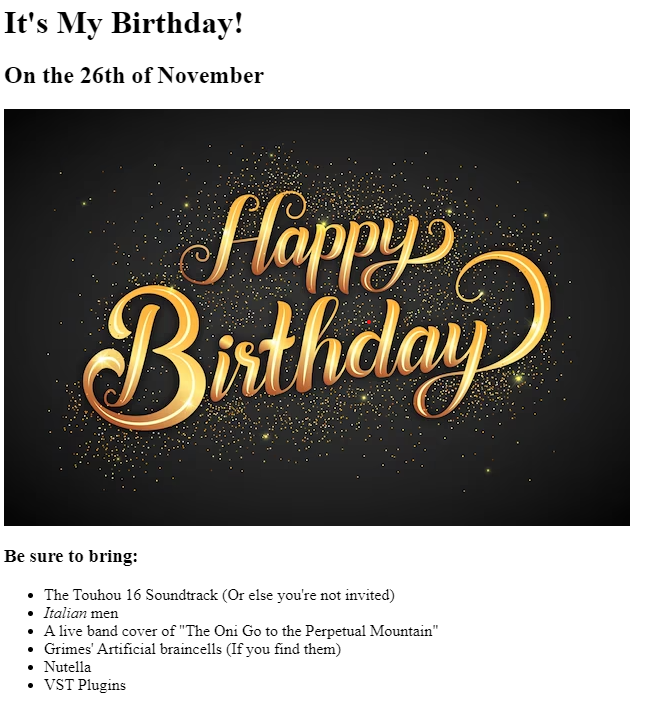 It's My Birthday!
On the 26th of November
Happy
Birthday
Be sure to bring:
The Touhou 16 Soundtrack (Or else you're not invited)
Italian men
A live band cover of "The Oni Go to the Perpetual Mountain"
Grimes' Artificial braincells (If you find them)
Nutella
VST Plugins